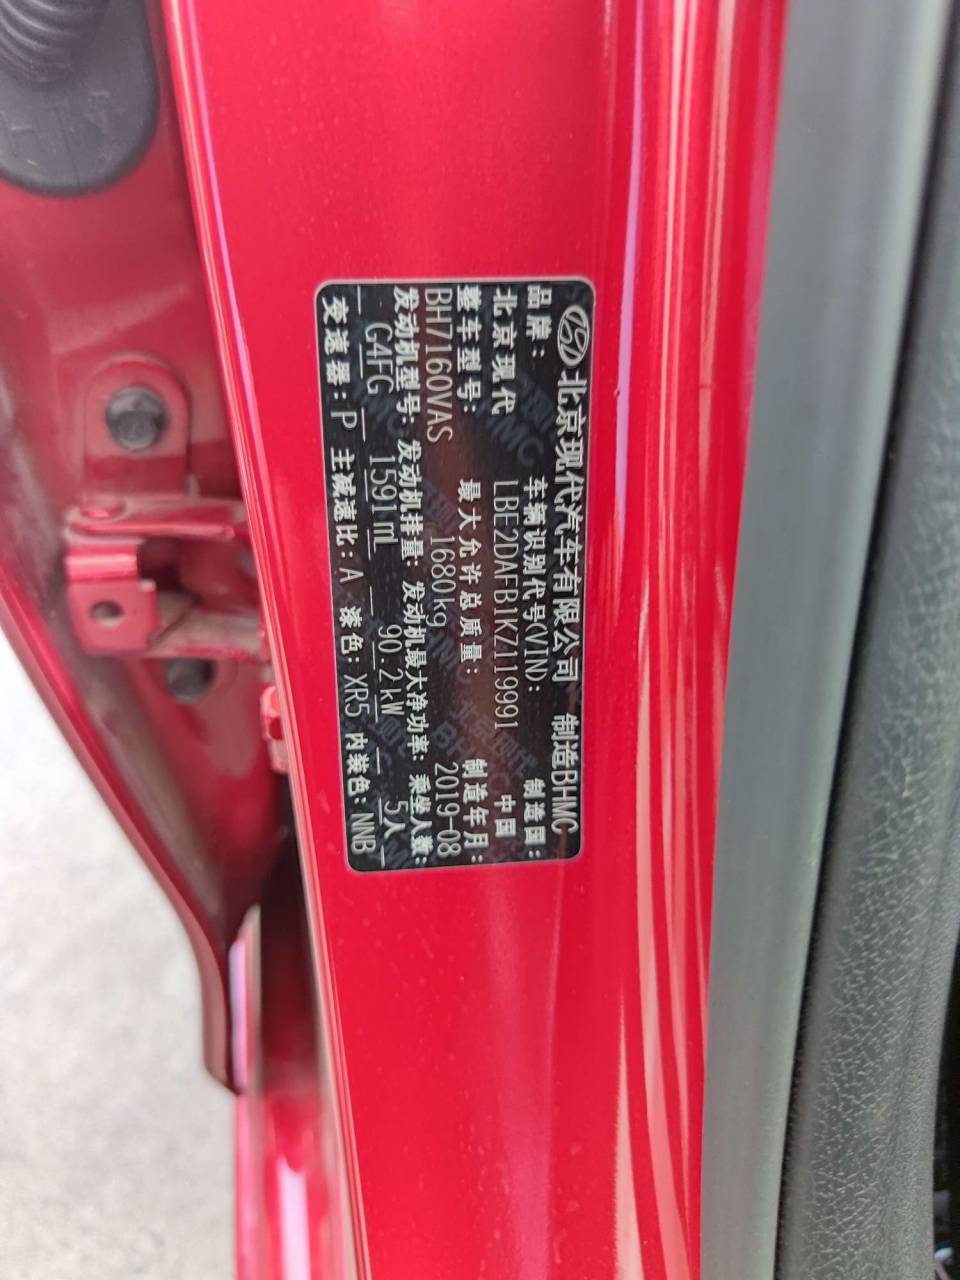 北京现代汽车有限公司 制造BHMC
品牌: 车辆识别代号(VIN): 制造国:
北京现代 LBE2DAFB1KZ119991 中国
整车型号: 最大允许总质量: 制造年月:
BH7160VAS 1680kg 2019-08
发动机型号: 发动机排量: 发动机最大净功率: 乘坐人数:
G4FG 1591ml 90.2kW 5人
变速器: P 主减速比: A 漆色: XR5 内装色: NNB